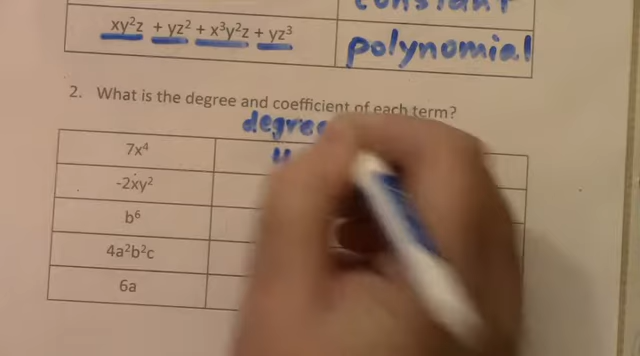 constant
xy²z + yz² + x³y²z + yz³ polynomial
2. What is the degree and coefficient of each term?
degree
7x⁴
-2xy²
b⁶
4a²b²c
6a